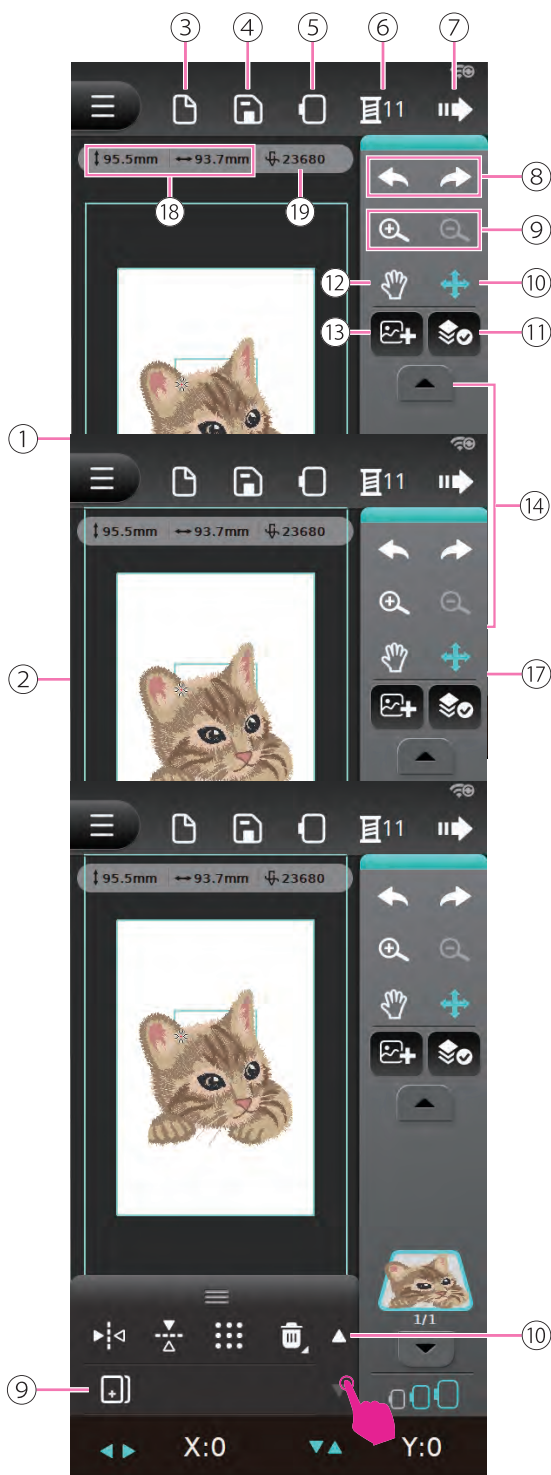 ③ ④ ⑤ ⑥ ⑦
11
95.5mm 93.7mm 23680
⑧
⑱ ⑲
⑨
⑫ ⑩
⑬ ⑪
①
11
⑭
95.5mm 93.7mm 23680
② ⑰
11
95.5mm 93.7mm 23680
1/1
⑩
⑨
X:0 Y:0